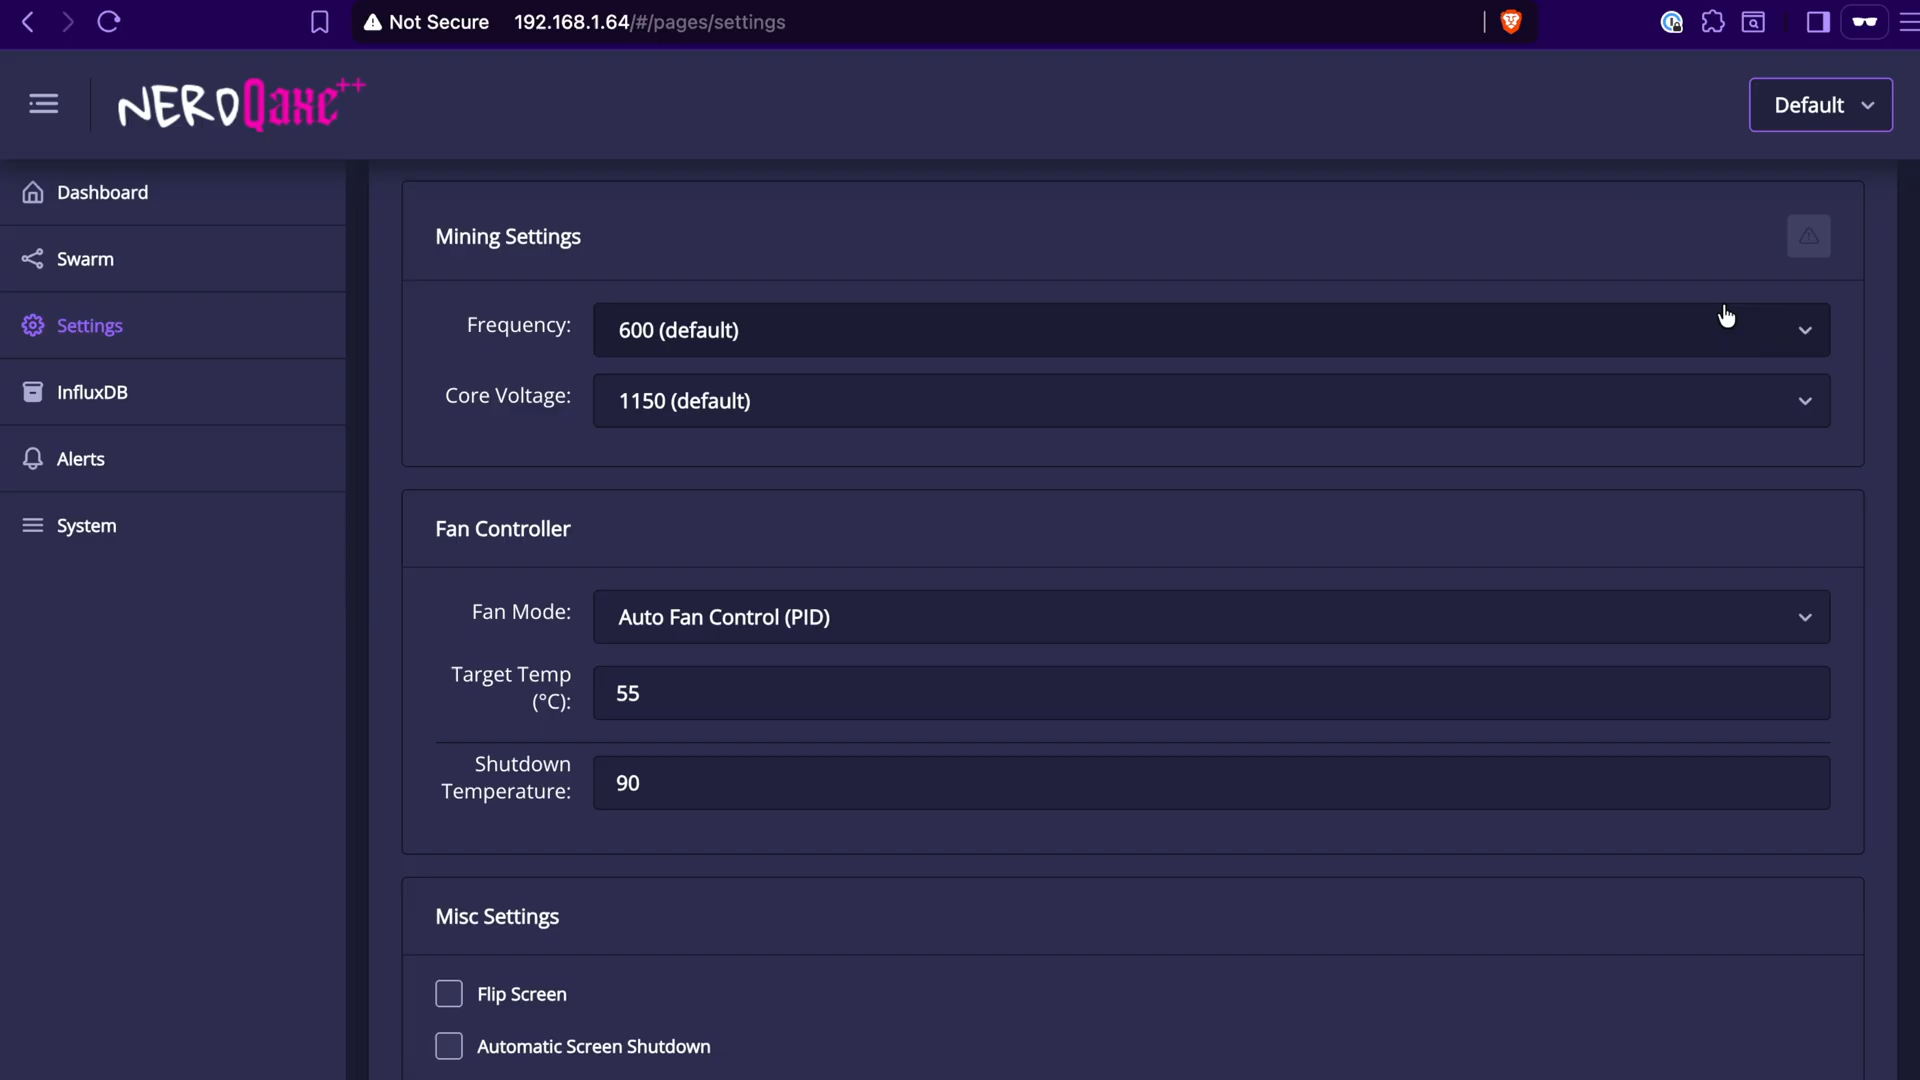 Not Secure 192.168.1.64/#/pages/settings
NERDQaxe++
Default
Dashboard
Swarm
Settings
InfluxDB
Alerts
System
Mining Settings
Frequency: 600 (default)
Core Voltage: 1150 (default)
Fan Controller
Fan Mode: Auto Fan Control (PID)
Target Temp
(°C): 55
Shutdown
Temperature: 90
Misc Settings
Flip Screen
Automatic Screen Shutdown